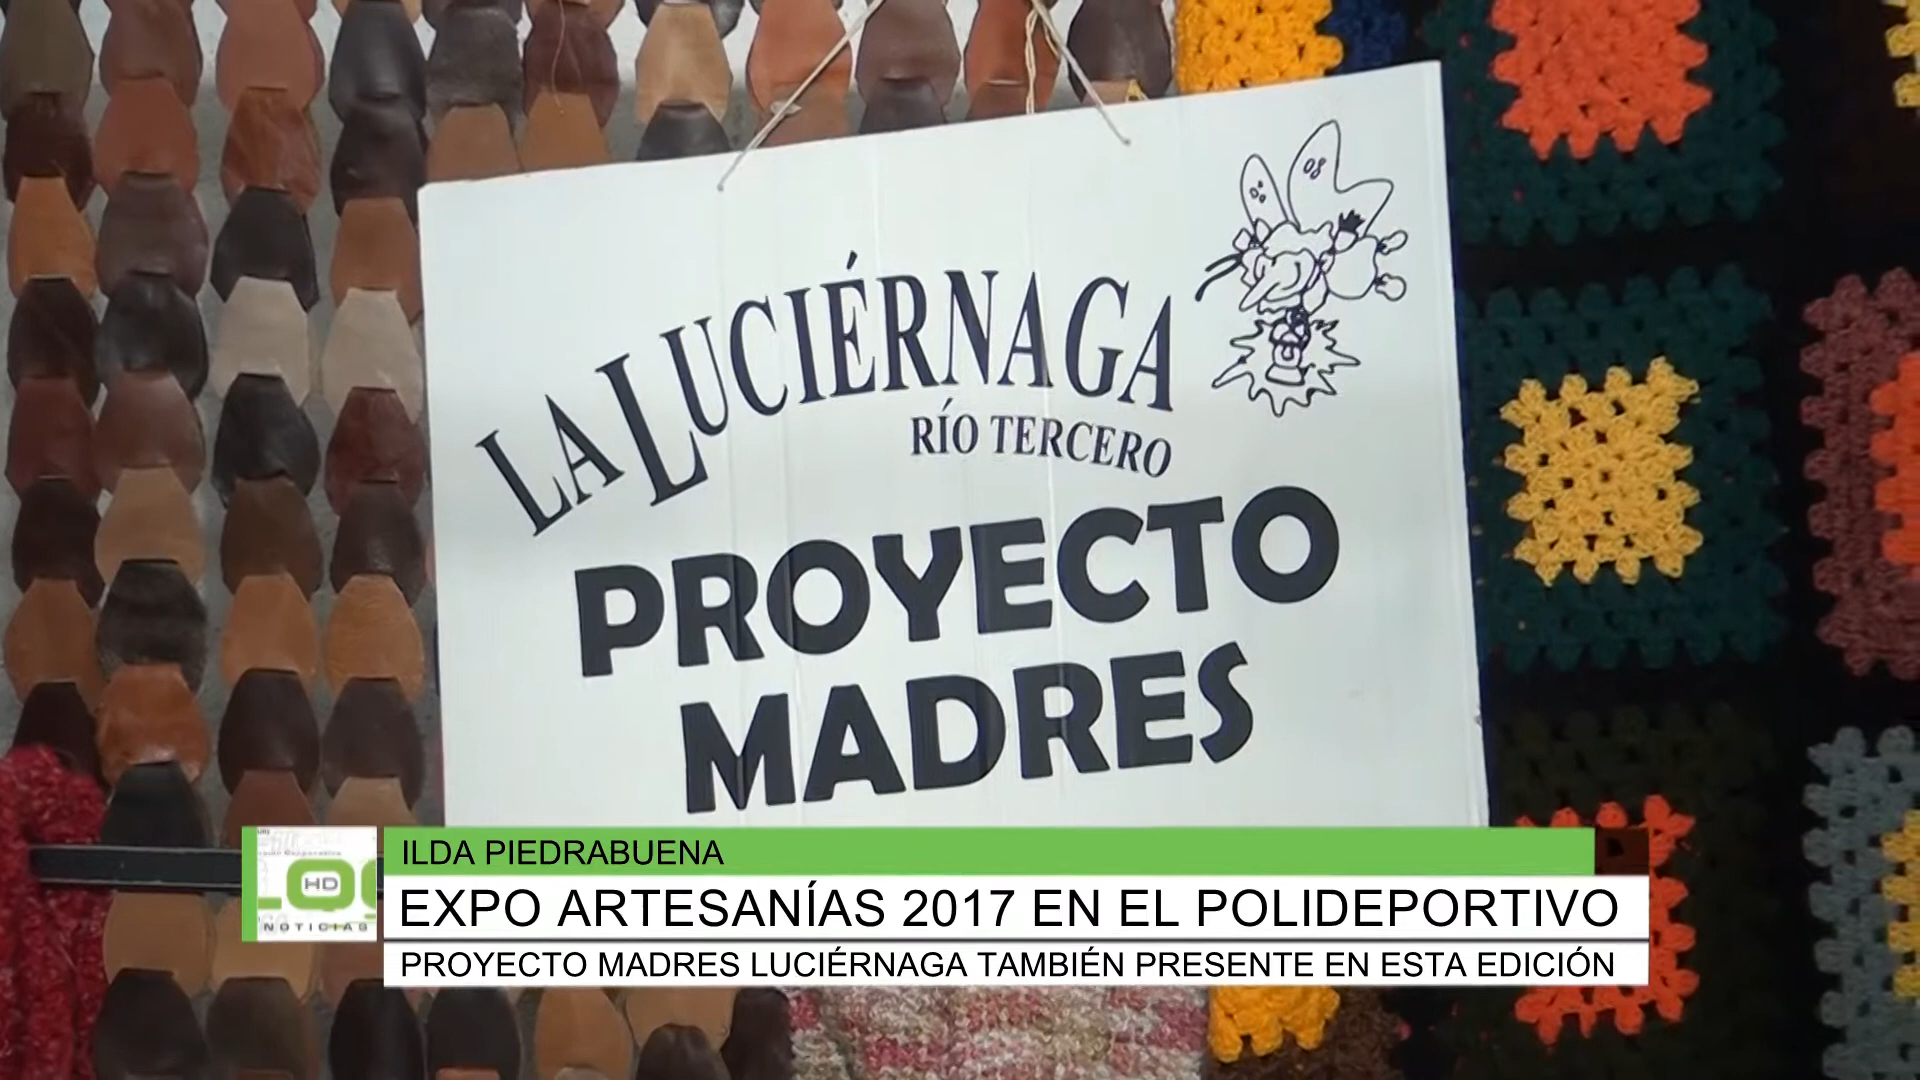 LA LUCIÉRNAGA
RÍO TERCERO
PROYECTO
MADRES
ILDA PIEDRABUENA
HD
NOTICIAS
EXPO ARTESANÍAS 2017 EN EL POLIDEPORTIVO
PROYECTO MADRES LUCIÉRNAGA TAMBIÉN PRESENTE EN ESTA EDICIÓN